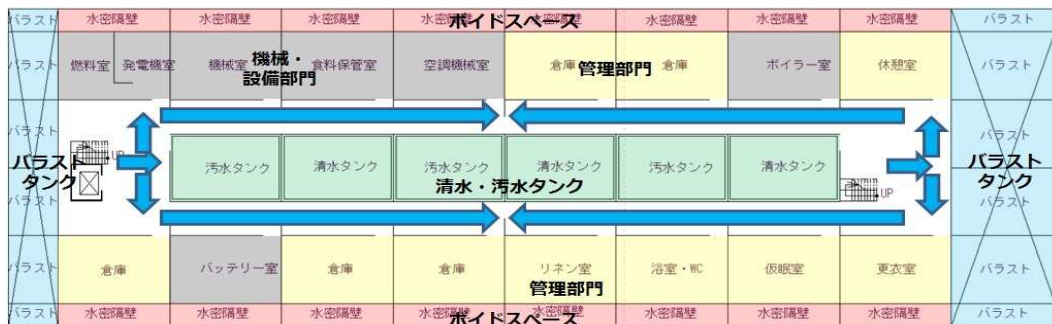 バラスト 水密隔壁 水密隔壁 水密隔壁 水密隔壁 水密隔壁 水密隔壁 水密隔壁 水密隔壁 バラスト
ボイドスペース
バラスト 燃料室 発電機室 機械室 食料保管室 空調機械室 倉庫 倉庫 ボイラー室 休憩室 バラスト
機械・
設備部門
管理部門
バラスト バラスト
UP
バラスト
タンク
汚水タンク 清水タンク 汚水タンク 清水タンク 汚水タンク 清水タンク
清水・汚水タンク
UP
バラスト
タンク
バラスト バラスト
バラスト 倉庫 バッテリー室 倉庫 倉庫 リネン室 浴室・WC 仮眠室 更衣室 バラスト
管理部門
バラスト 水密隔壁 水密隔壁 水密隔壁 水密隔壁 水密隔壁 水密隔壁 水密隔壁 水密隔壁 バラスト
ボイドスペース